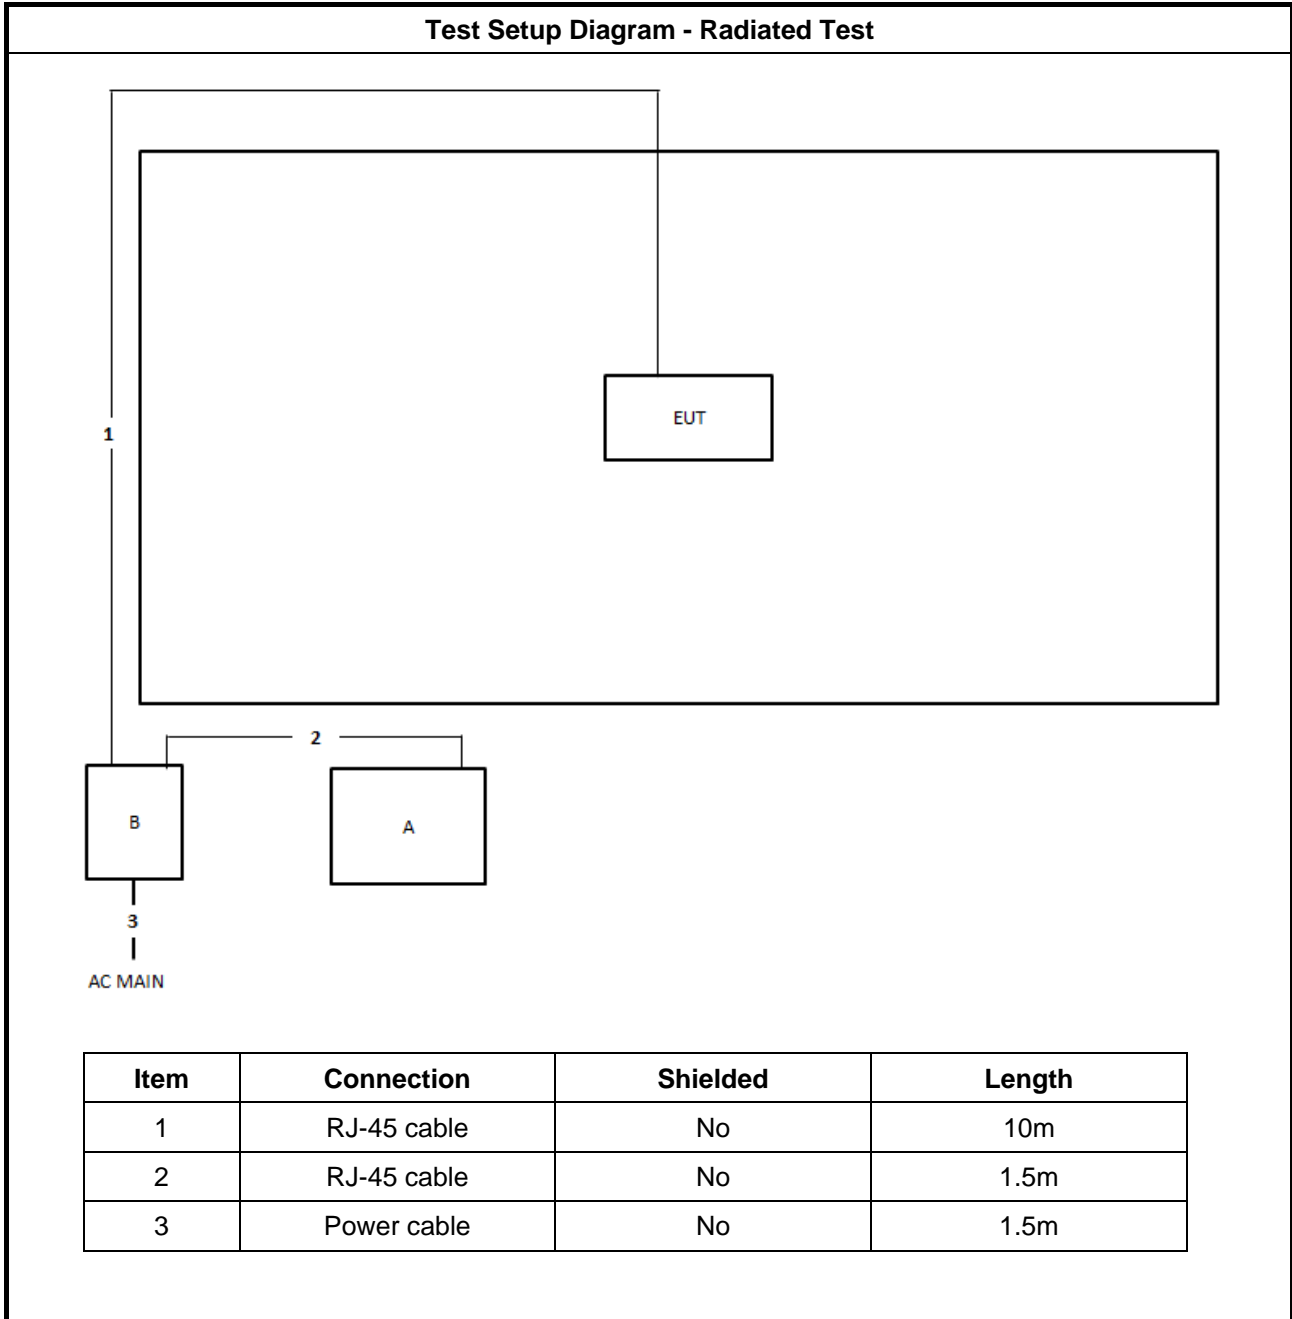 Test Setup Diagram - Radiated Test
EUT
1
2
B
A
3
AC MAIN
Item Connection Shielded Length
1 RJ-45 cable No 10m
2 RJ-45 cable No 1.5m
3 Power cable No 1.5m